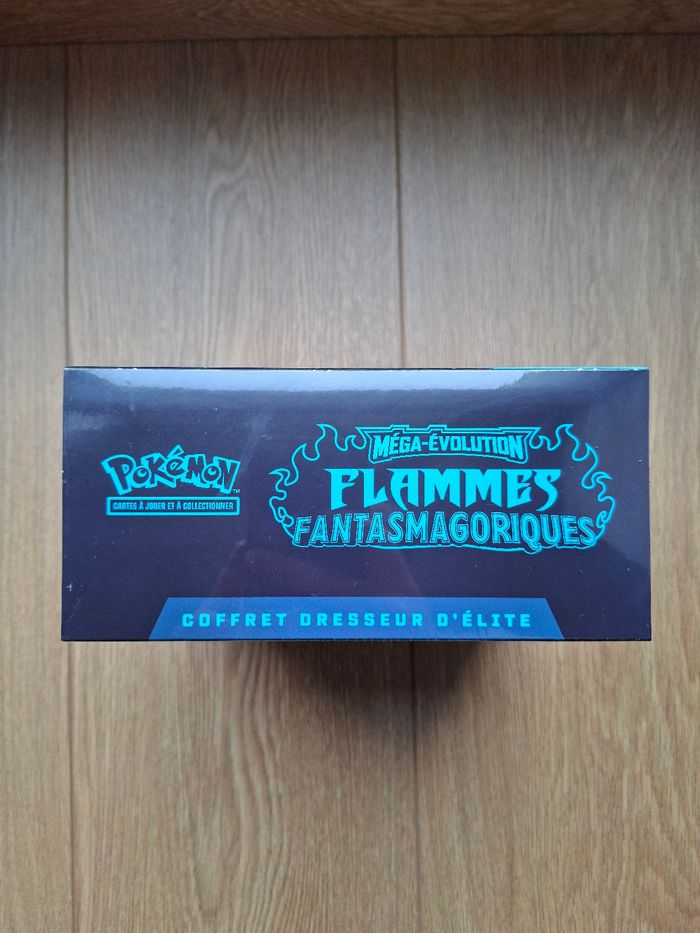 Pokémon
CARTES À JOUER ET À COLLECTIONNER
MÉGA-ÉVOLUTION
FLAMMES
FANTASMAGORIQUES
COFFRET DRESSEUR D'ÉLITE